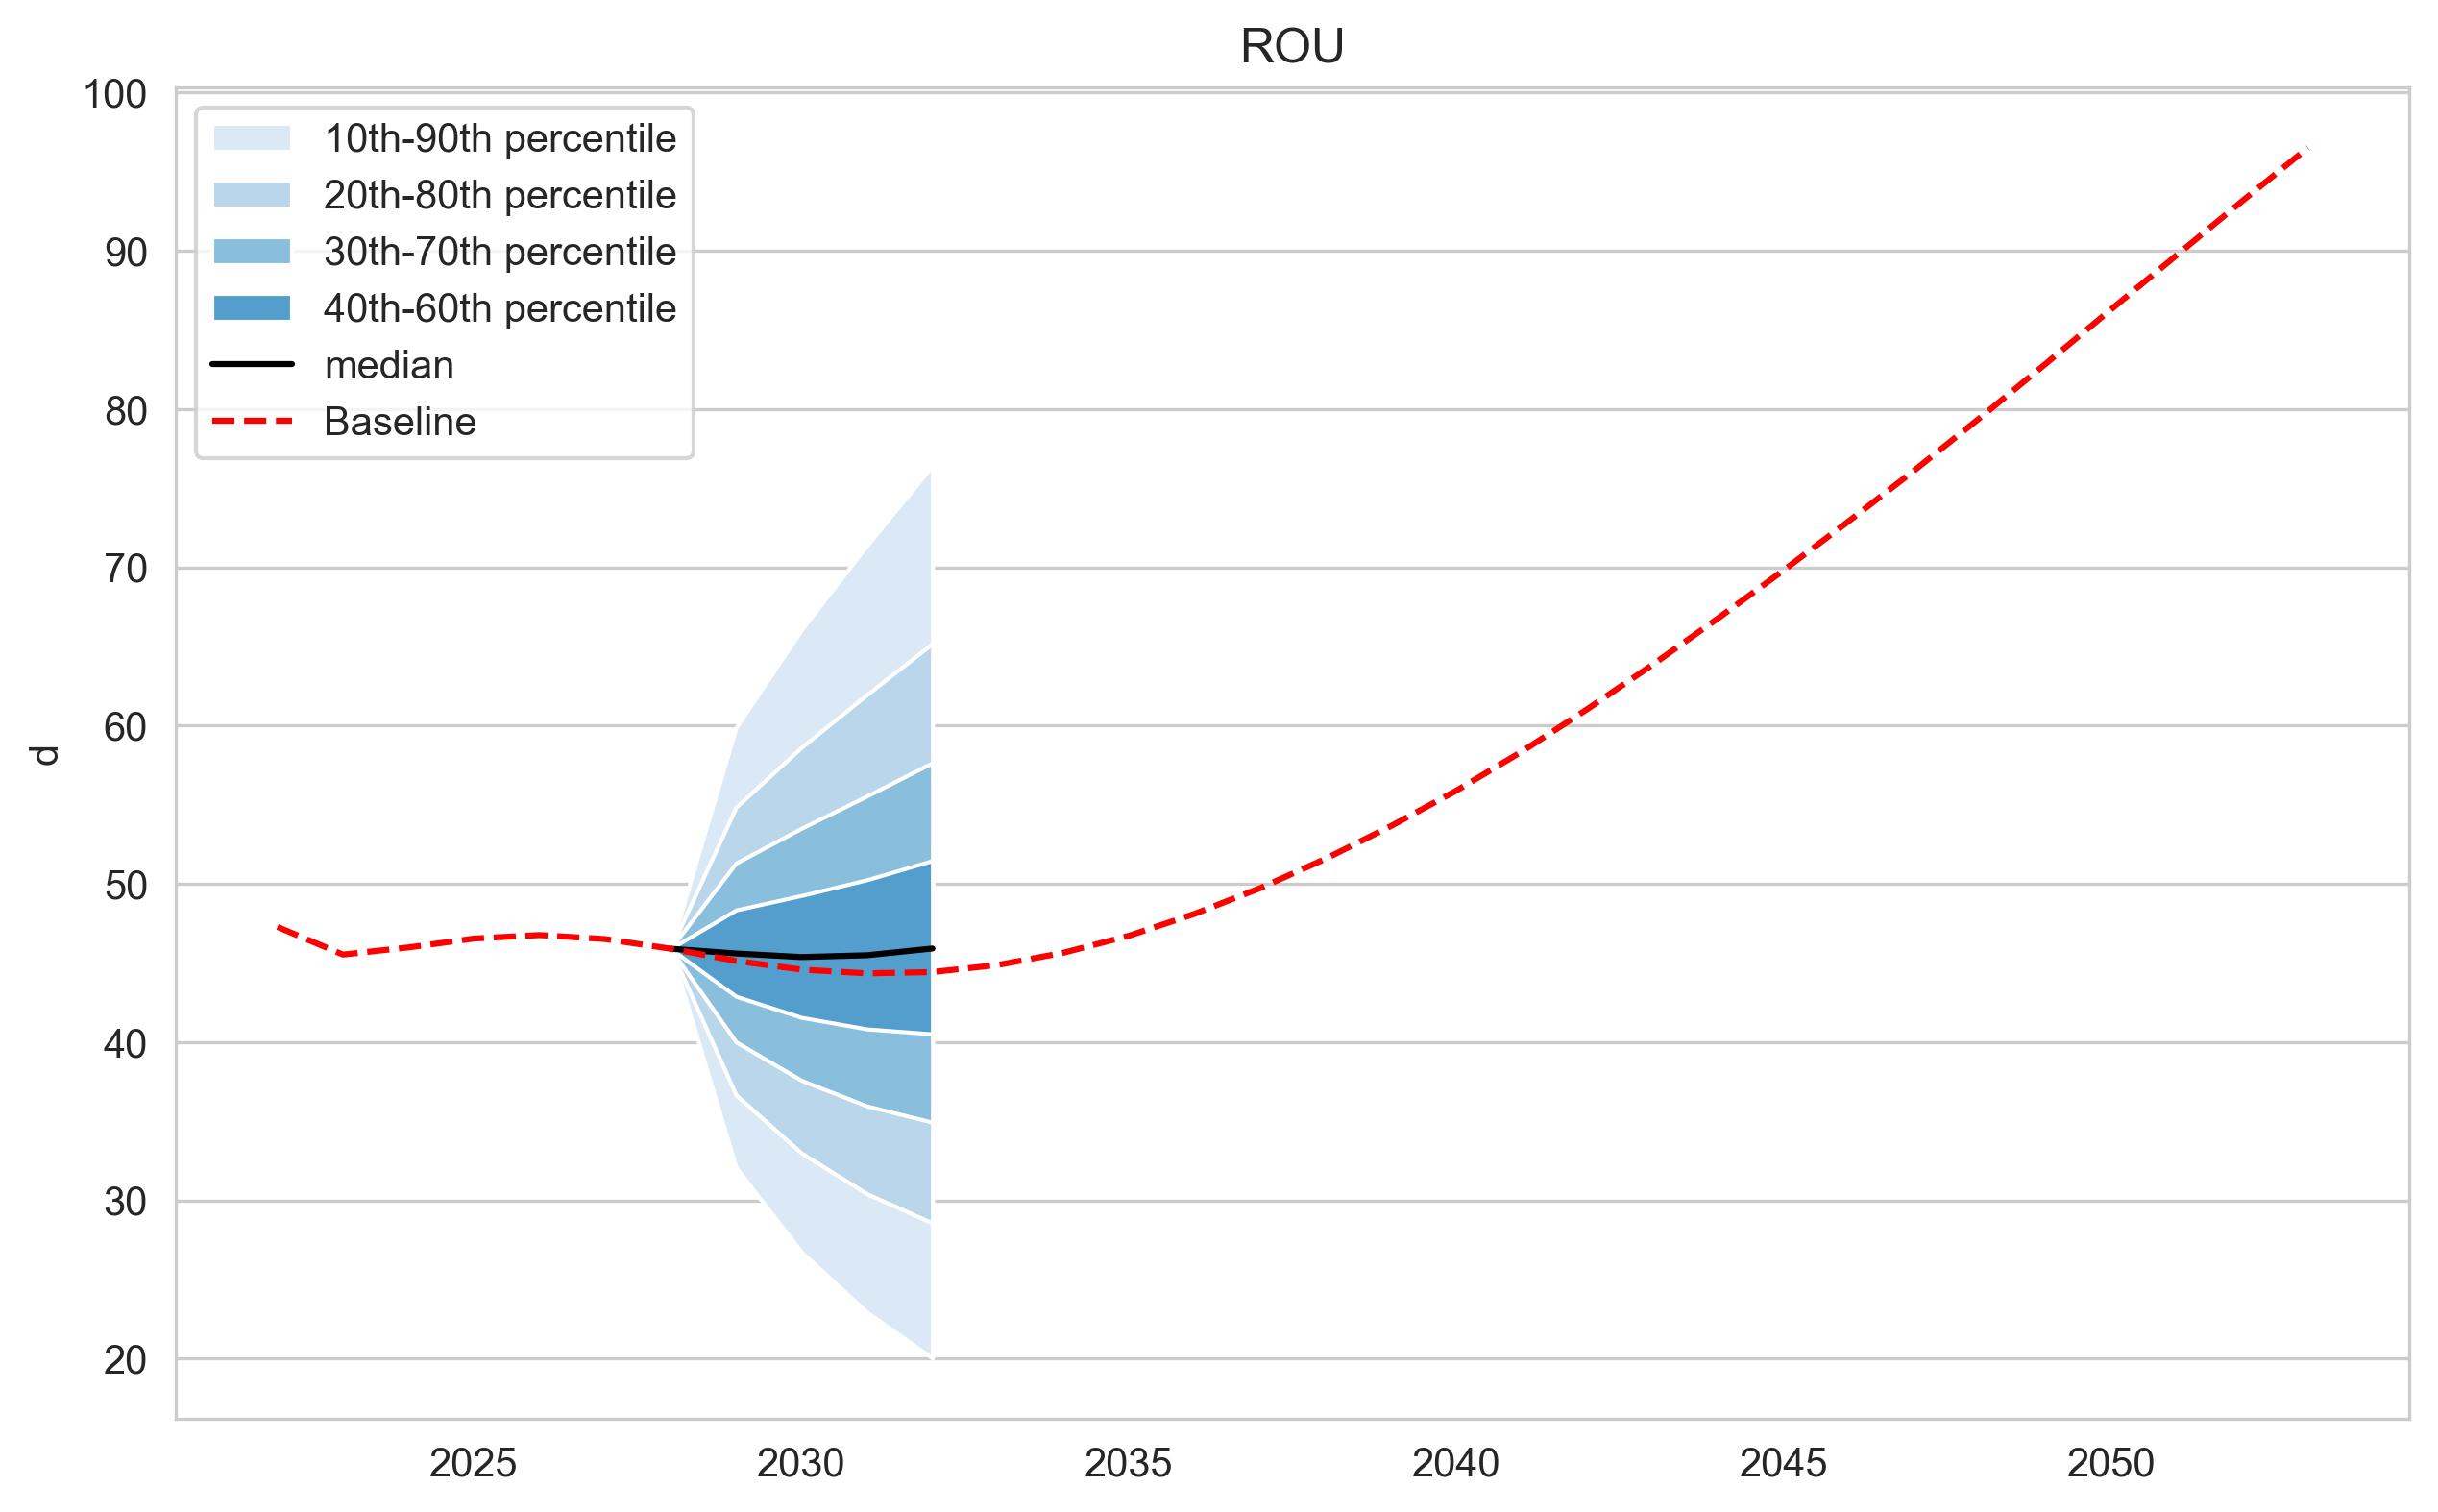 ROU
100
90
80
70
60
50
40
30
20
d
10th-90th percentile
20th-80th percentile
30th-70th percentile
40th-60th percentile
median
Baseline
2025
2030
2035
2040
2045
2050